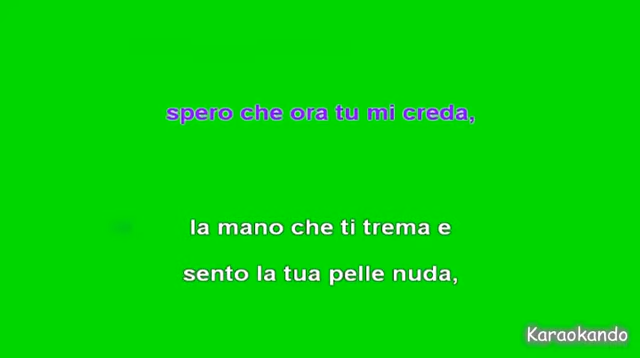 spero che ora tu mi creda,
la mano che ti trema e
sento la tua pelle nuda,
Karaokando